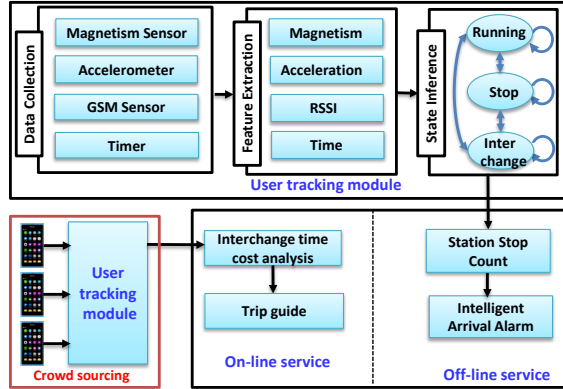 Data Collection
Magnetism Sensor
Accelerometer
GSM Sensor
Timer
Feature Extraction
Magnetism
Acceleration
RSSI
Time
State Inference
Running
Stop
Inter
change
User tracking module
User
tracking
module
Crowd sourcing
Interchange time
cost analysis
Trip guide
On-line service
Station Stop
Count
Intelligent
Arrival Alarm
Off-line service